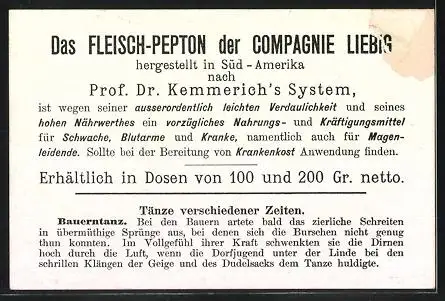 Das FLEISCH-PEPTON der COMPAGNIE LIEBIG
hergestellt in Süd-Amerika
nach
Prof. Dr. Kemmerich's System,
ist wegen seiner ausserordentlich leichten Verdaulichkeit und seines
hohen Nährwerthes ein vorzügliches Nahrungs- und Kräftigungsmittel
für Schwache, Blutarme und Kranke, namentlich auch für Magen-
leidende. Sollte bei der Bereitung von Krankenkost Anwendung finden.
Erhältlich in Dosen von 100 und 200 Gr. netto.
Tänze verschiedener Zeiten.
Bauerntanz. Bei den Bauern artete bald das zierliche Schreiten
in übermüthige Sprünge aus, bei denen sich die Burschen nicht genug
thun konnten. Im Vollgefühl ihrer Kraft schwenkten sie die Dirnen
hoch durch die Luft, wenn die Dorfjugend unter der Linde bei den
schrillen Klängen der Geige und des Dudelsacks dem Tanze huldigte.